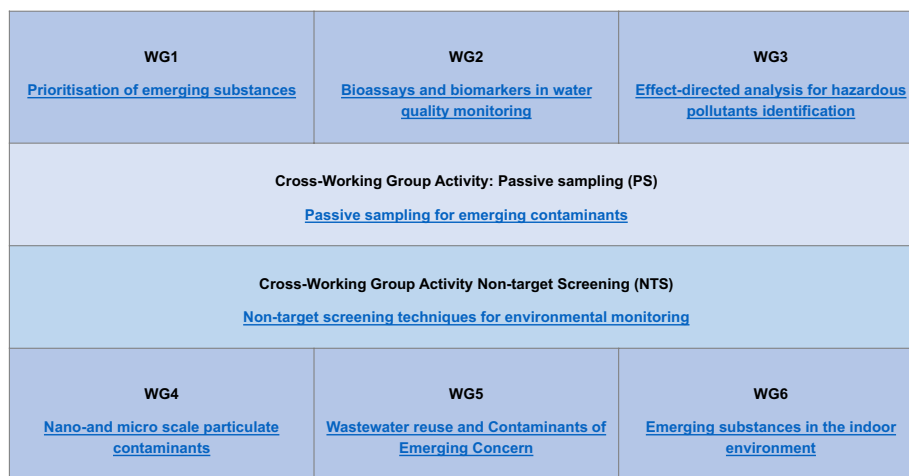 WG1
Prioritisation of emerging substances
WG2
Bioassays and biomarkers in water
quality monitoring
WG3
Effect-directed analysis for hazardous
pollutants identification
Cross-Working Group Activity: Passive sampling (PS)
Passive sampling for emerging contaminants
Cross-Working Group Activity Non-target Screening (NTS)
Non-target screening techniques for environmental monitoring
WG4
Nano-and micro scale particulate
contaminants
WG5
Wastewater reuse and Contaminants of
Emerging Concern
WG6
Emerging substances in the indoor
environment